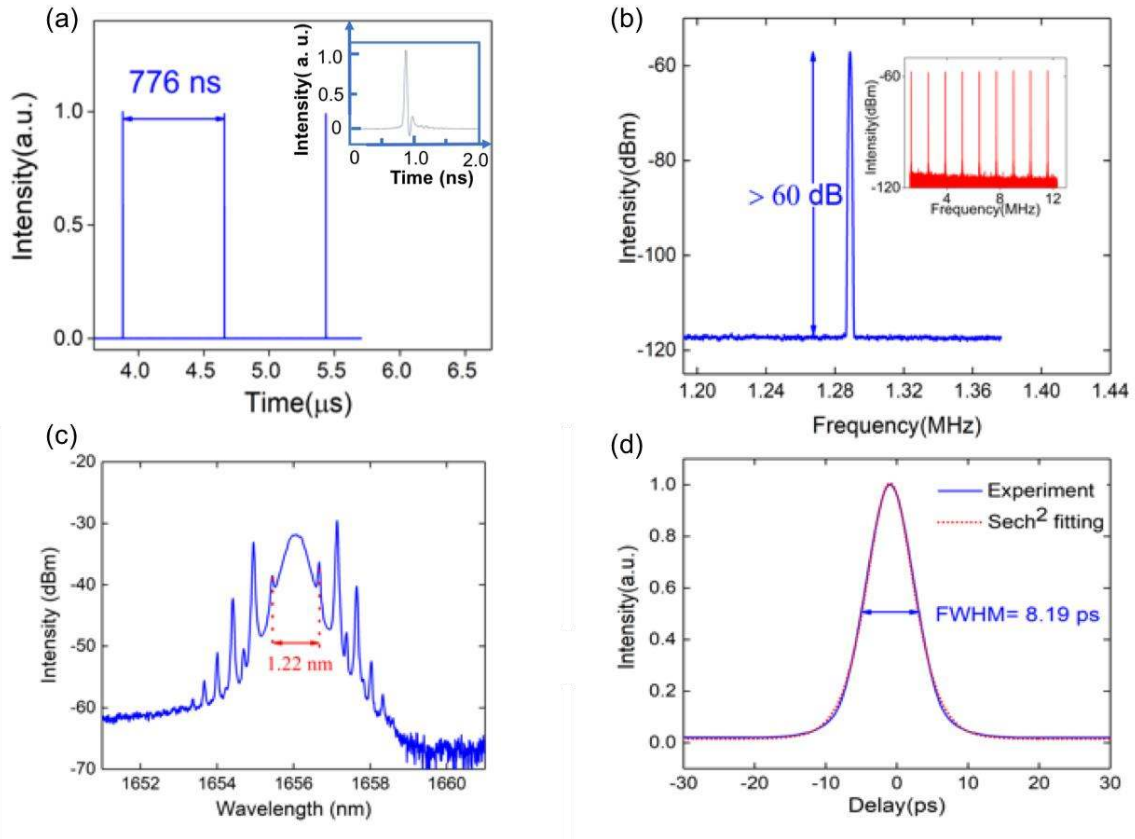 (a)
776 ns
Intensity(a.u.)
1.0
0.5
0.0
4.0 4.5 5.0 5.5 6.0 6.5
Time(μs)
Intensity( a. u.)
1.0
0.5
0
0 1.0 2.0
Time (ns)
(b)
Intensity(dBm)
-60
-80
-100
-120
> 60 dB
1.20 1.24 1.28 1.32 1.36 1.40 1.44
Frequency(MHz)
Intensity(dBm)
-60
-120
4 8 12
Frequency(MHz)
(c)
Intensity (dBm)
-20
-30
-40
-50
-60
-70
1.22 nm
1652 1654 1656 1658 1660
Wavelength (nm)
(d)
Intensity(a.u.)
1.0
0.8
0.6
0.4
0.2
0.0
Experiment
Sech² fitting
FWHM= 8.19 ps
-30 -20 -10 0 10 20 30
Delay(ps)